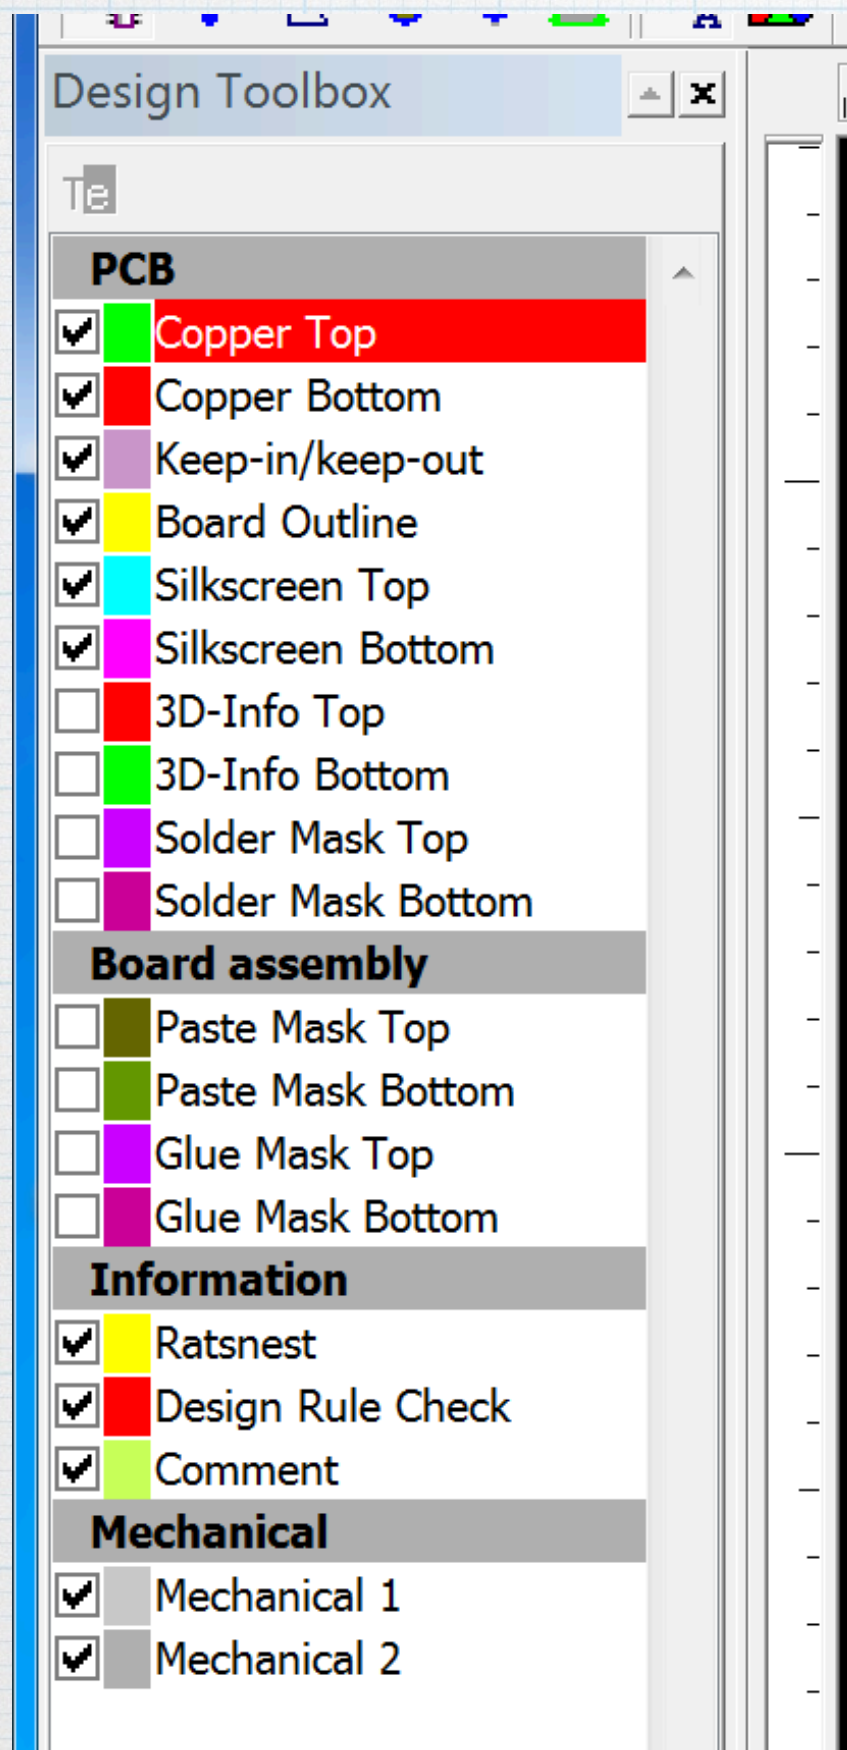 Design Toolbox
Te
PCB
Copper Top
Copper Bottom
Keep-in/keep-out
Board Outline
Silkscreen Top
Silkscreen Bottom
3D-Info Top
3D-Info Bottom
Solder Mask Top
Solder Mask Bottom
Board assembly
Paste Mask Top
Paste Mask Bottom
Glue Mask Top
Glue Mask Bottom
Information
Ratsnest
Design Rule Check
Comment
Mechanical
Mechanical 1
Mechanical 2